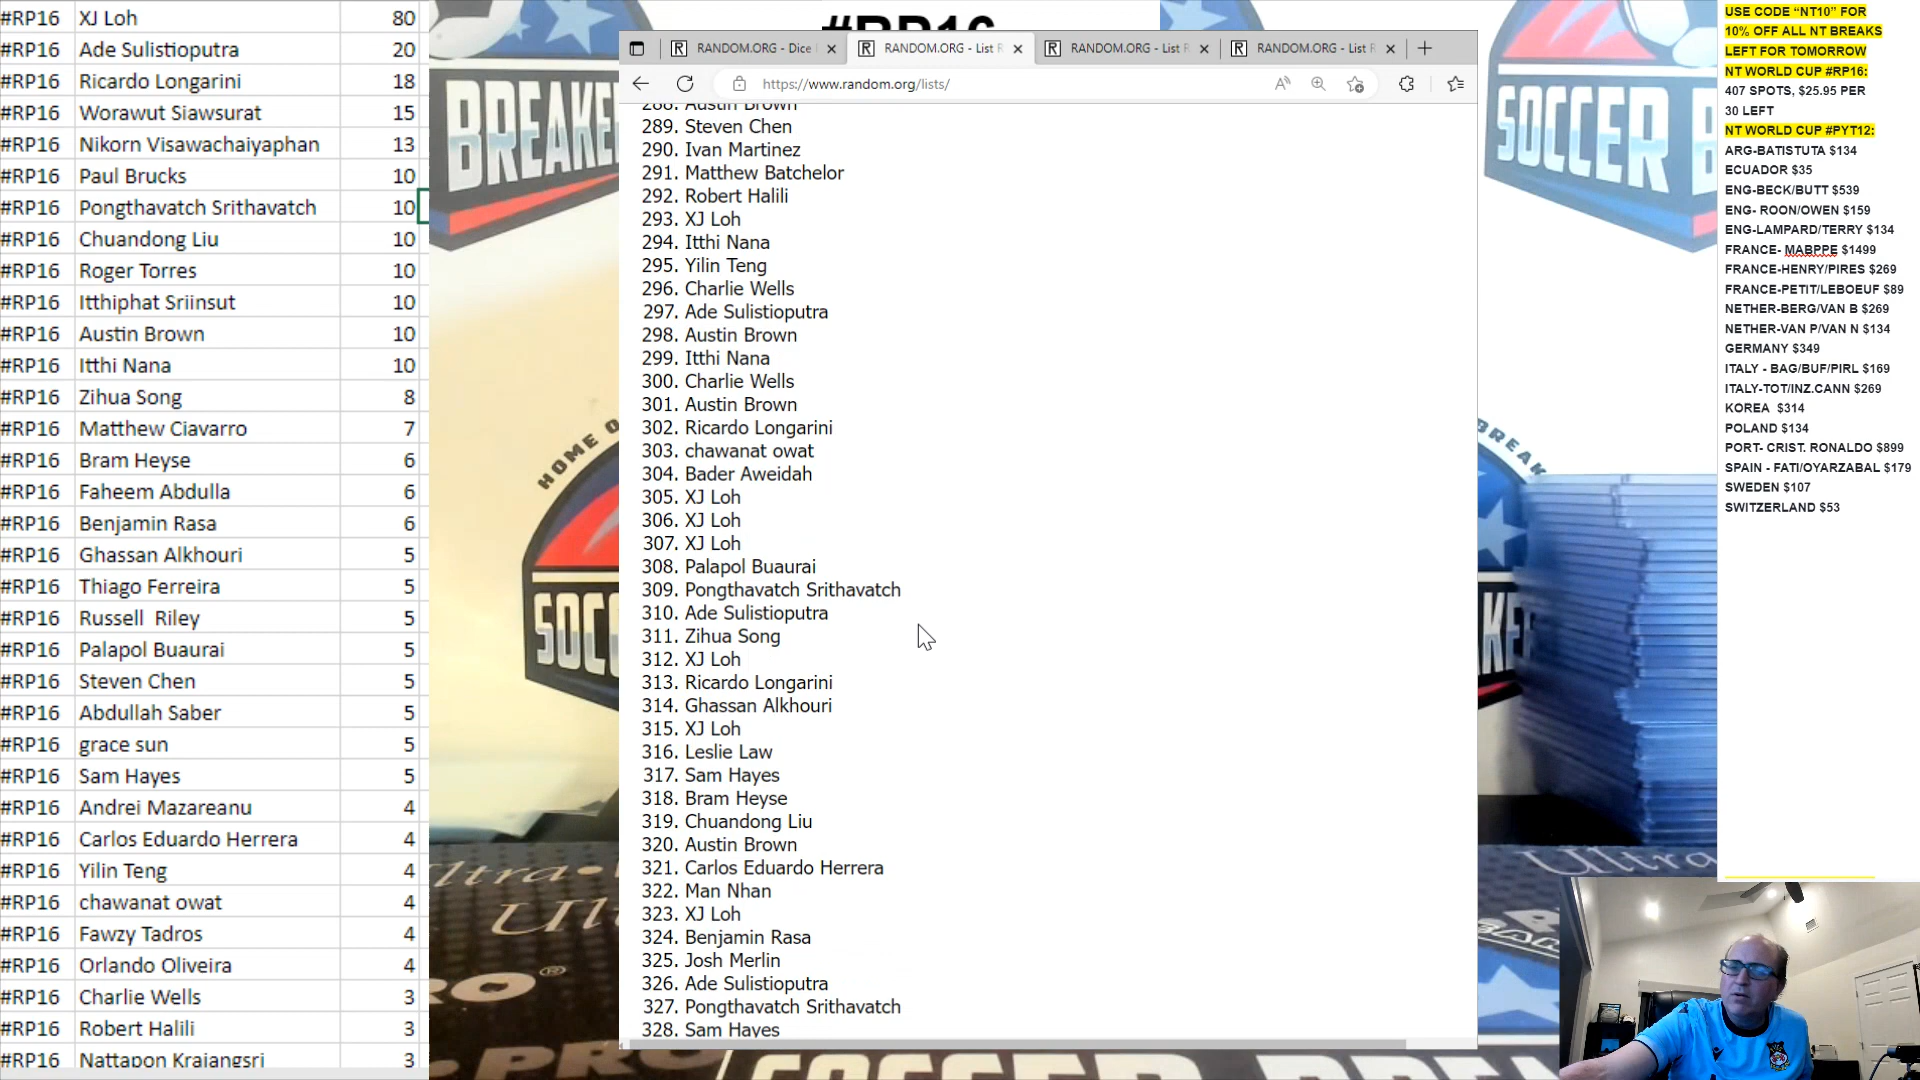 #RP16 XJ Loh 80
#RP16 Ade Sulistioputra 20
#RP16 Ricardo Longarini 18
#RP16 Worawut Siawsurat 15
#RP16 Nikorn Visawachaiyaphan 13
#RP16 Paul Brucks 10
#RP16 Pongthavatch Srithavatch 10
#RP16 Chuandong Liu 10
#RP16 Roger Torres 10
#RP16 Itthiphat Sriinsut 10
#RP16 Austin Brown 10
#RP16 Itthi Nana 10
#RP16 Zihua Song 8
#RP16 Matthew Ciavarro 7
#RP16 Bram Heyse 6
#RP16 Faheem Abdulla 6
#RP16 Benjamin Rasa 6
#RP16 Ghassan Alkhouri 5
#RP16 Thiago Ferreira 5
#RP16 Russell Riley 5
#RP16 Palapol Buaurai 5
#RP16 Steven Chen 5
#RP16 Abdullah Saber 5
#RP16 grace sun 5
#RP16 Sam Hayes 5
#RP16 Andrei Mazareanu 4
#RP16 Carlos Eduardo Herrera 4
#RP16 Yilin Teng 4
#RP16 chawanat owat 4
#RP16 Fawzy Tadros 4
#RP16 Orlando Oliveira 4
#RP16 Charlie Wells 3
#RP16 Robert Halili 3
#RP16 Nattapon Kraiangsri 3
#RP16
RANDOM.ORG - Dice
RANDOM.ORG - List R
RANDOM.ORG - List R
RANDOM.ORG - List R
https://www.random.org/lists/
288. Austin Brown
289. Steven Chen
290. Ivan Martinez
291. Matthew Batchelor
292. Robert Halili
293. XJ Loh
294. Itthi Nana
295. Yilin Teng
296. Charlie Wells
297. Ade Sulistioputra
298. Austin Brown
299. Itthi Nana
300. Charlie Wells
301. Austin Brown
302. Ricardo Longarini
303. chawanat owat
304. Bader Aweidah
305. XJ Loh
306. XJ Loh
307. XJ Loh
308. Palapol Buaurai
309. Pongthavatch Srithavatch
310. Ade Sulistioputra
311. Zihua Song
312. XJ Loh
313. Ricardo Longarini
314. Ghassan Alkhouri
315. XJ Loh
316. Leslie Law
317. Sam Hayes
318. Bram Heyse
319. Chuandong Liu
320. Austin Brown
321. Carlos Eduardo Herrera
322. Man Nhan
323. XJ Loh
324. Benjamin Rasa
325. Josh Merlin
326. Ade Sulistioputra
327. Pongthavatch Srithavatch
328. Sam Hayes
BREAKE
HOME O
SOCC
SOCCER B
BREAK
KE
Ultra
SOCCER BREAK
USE CODE “NT10” FOR
10% OFF ALL NT BREAKS
LEFT FOR TOMORROW
NT WORLD CUP #RP16:
407 SPOTS, $25.95 PER
30 LEFT
NT WORLD CUP #PYT12:
ARG-BATISTUTA $134
ECUADOR $35
ENG-BECK/BUTT $539
ENG- ROON/OWEN $159
ENG-LAMPARD/TERRY $134
FRANCE- MABPPE $1499
FRANCE-HENRY/PIRES $269
FRANCE-PETIT/LEBOEUF $89
NETHER-BERG/VAN B $269
NETHER-VAN P/VAN N $134
GERMANY $349
ITALY - BAG/BUF/PIRL $169
ITALY-TOT/INZ.CANN $269
KOREA $314
POLAND $134
PORT- CRIST. RONALDO $899
SPAIN - FATI/OYARZABAL $179
SWEDEN $107
SWITZERLAND $53